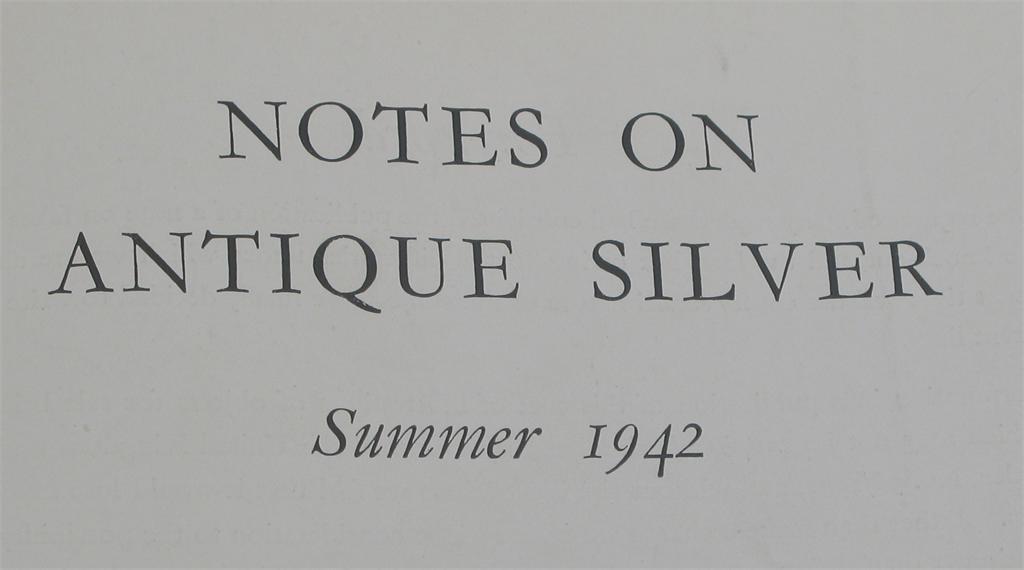 NOTES ON
ANTIQUE SILVER
Summer 1942